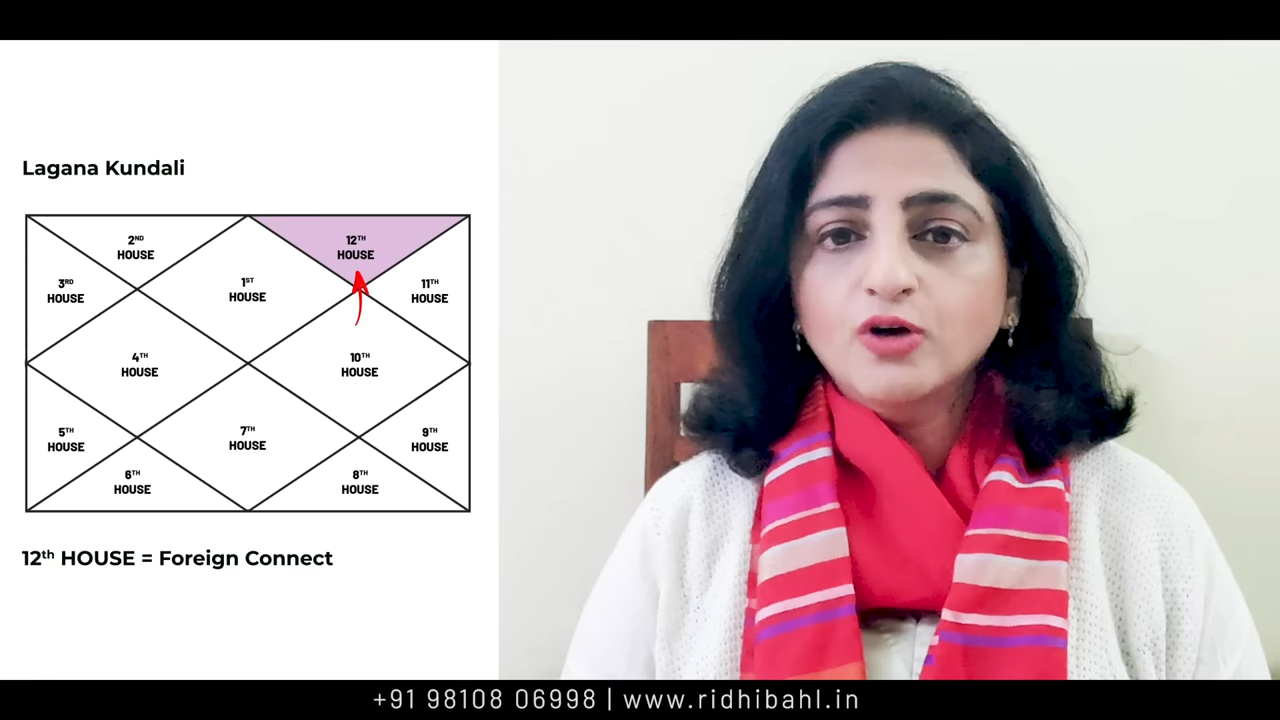 Lagana Kundali
2ND
HOUSE
12TH
HOUSE
3RD
HOUSE
1ST
HOUSE
11TH
HOUSE
4TH
HOUSE
10TH
HOUSE
5TH
HOUSE
7TH
HOUSE
9TH
HOUSE
6TH
HOUSE
8TH
HOUSE
12th HOUSE = Foreign Connect
+91 98108 06998 | www.ridhibahl.in